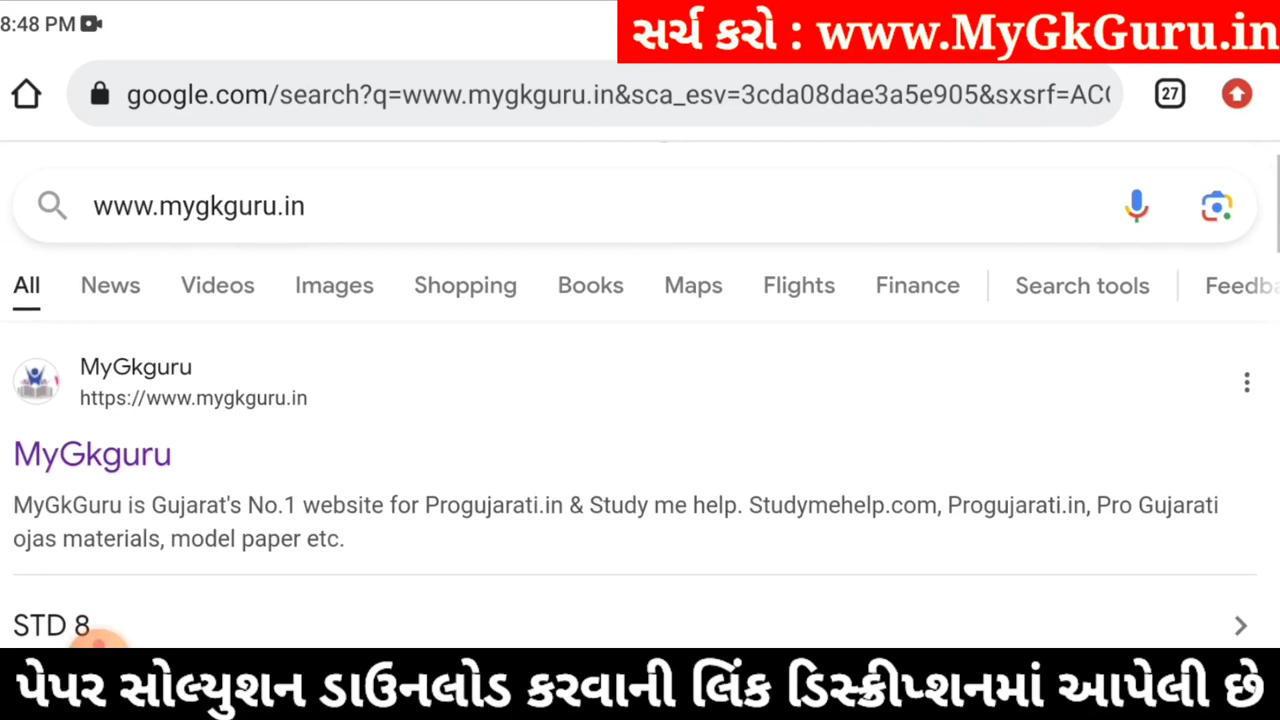 8:48 PM
સર્ચ કરો : www.MyGkGuru.in
google.com/search?q=www.mygkguru.in&sca_esv=3cda08dae3a5e905&sxsrf=AC
27
www.mygkguru.in
All News Videos Images Shopping Books Maps Flights Finance Search tools Feedba
MyGkguru
https://www.mygkguru.in
MyGkguru
MyGkGuru is Gujarat's No.1 website for Progujarati.in & Study me help. Studymehelp.com, Progujarati.in, Pro Gujarati
ojas materials, model paper etc.
STD 8
પેપર સોલ્યુશન ડાઉનલોડ કરવાની લિંક ડિસ્ક્રીપ્શનમાં આપેલી છે